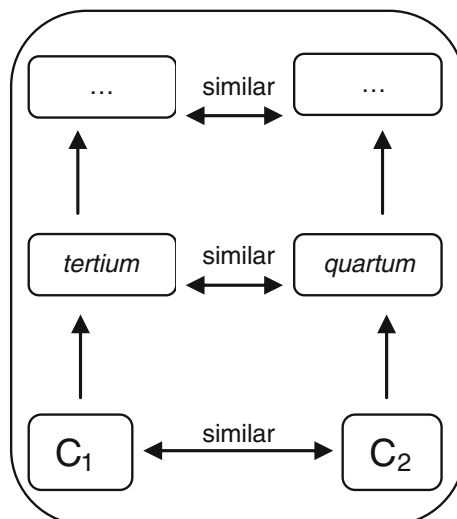 ... similar ...
tertium similar quartum
C₁ similar C₂